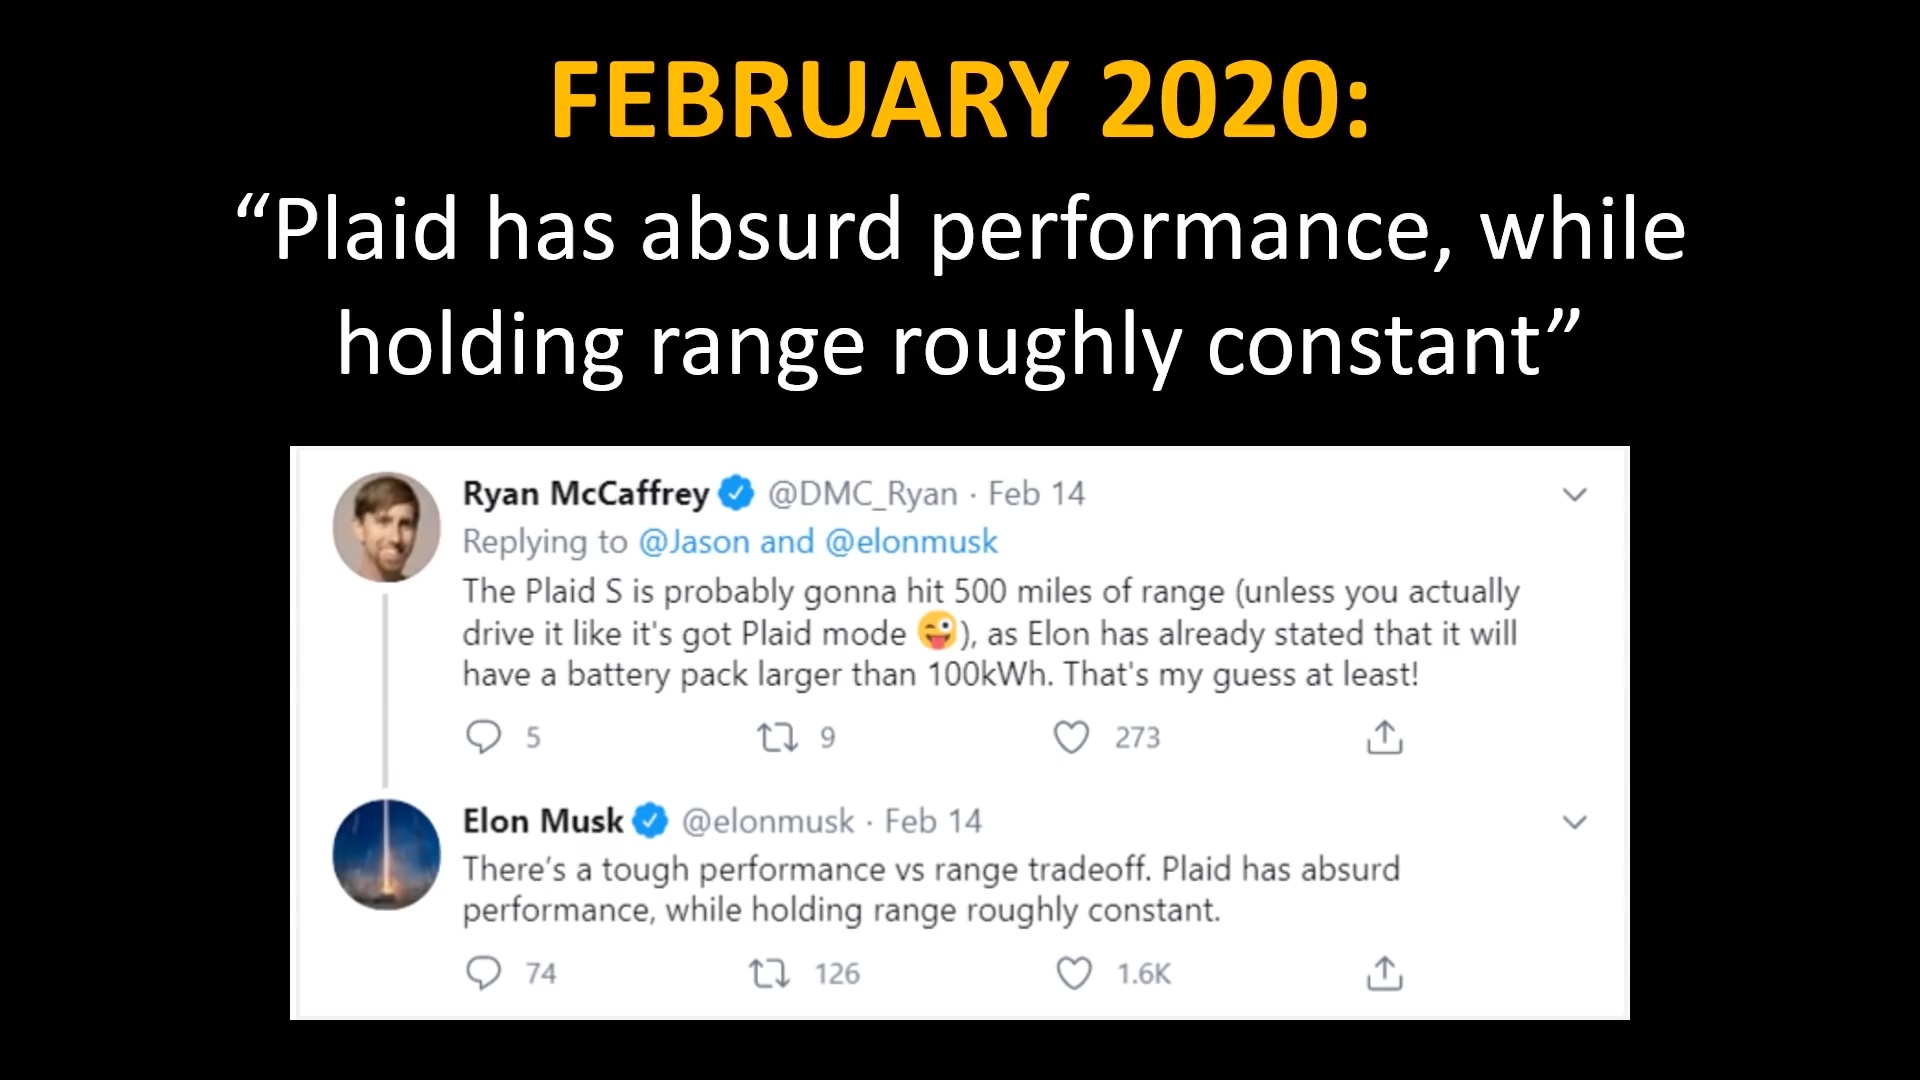 FEBRUARY 2020:
“Plaid has absurd performance, while
holding range roughly constant”
Ryan McCaffrey @DMC_Ryan · Feb 14
Replying to @Jason and @elonmusk
The Plaid S is probably gonna hit 500 miles of range (unless you actually
drive it like it's got Plaid mode 😜), as Elon has already stated that it will
have a battery pack larger than 100kWh. That's my guess at least!
5 9 273
Elon Musk @elonmusk · Feb 14
There’s a tough performance vs range tradeoff. Plaid has absurd
performance, while holding range roughly constant.
74 126 1.6K